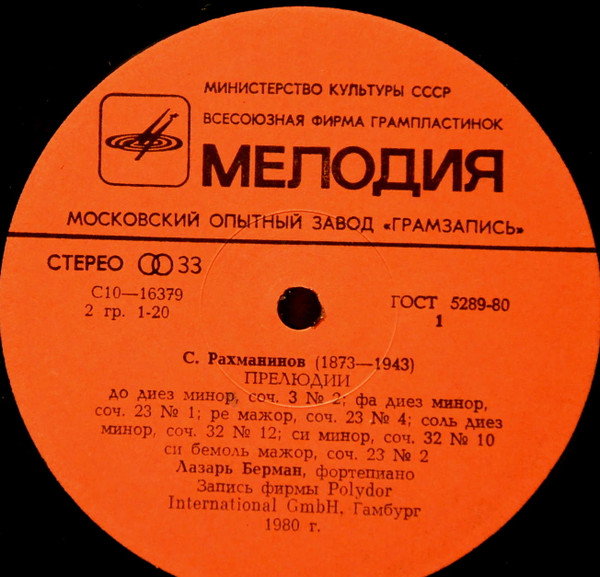 МИНИСТЕРСТВО КУЛЬТУРЫ СССР
ВСЕСОЮЗНАЯ ФИРМА ГРАМПЛАСТИНОК
МЕЛОДИЯ
МОСКОВСКИЙ ОПЫТНЫЙ ЗАВОД «ГРАМЗАПИСЬ»
СТЕРЕО 33
С10—16379
2 гр. 1-20
ГОСТ 5289-80
1
С. Рахманинов (1873—1943)
ПРЕЛЮДИИ
до диез минор, соч. 3 № 2; фа диез минор,
соч. 23 № 1; ре мажор, соч. 23 № 4; соль диез
минор, соч. 32 № 12; си минор, соч. 32 № 10
си бемоль мажор, соч. 23 № 2
Лазарь Берман, фортепиано
Запись фирмы Polydor
International GmbH, Гамбург
1980 г.